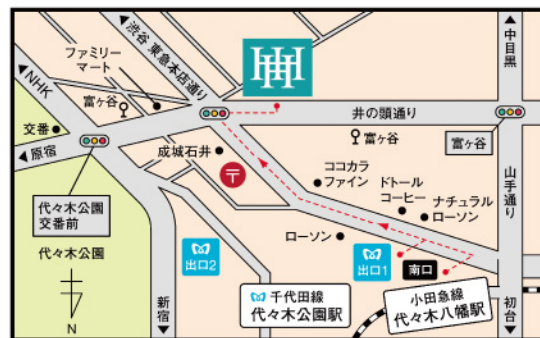 渋谷 東急本店通り
ファミリー
マート
中目黒
NHK
富ヶ谷
HH
井の頭通り
交番
富ヶ谷
富ヶ谷
原宿
成城石井
〒
ココカラ
ファイン
ドトール
コーヒー
ナチュラル
ローソン
山手通り
代々木公園
交番前
代々木公園
ローソン
出口2
出口1
南口
N
新宿
千代田線
代々木公園駅
小田急線
代々木八幡駅
初台